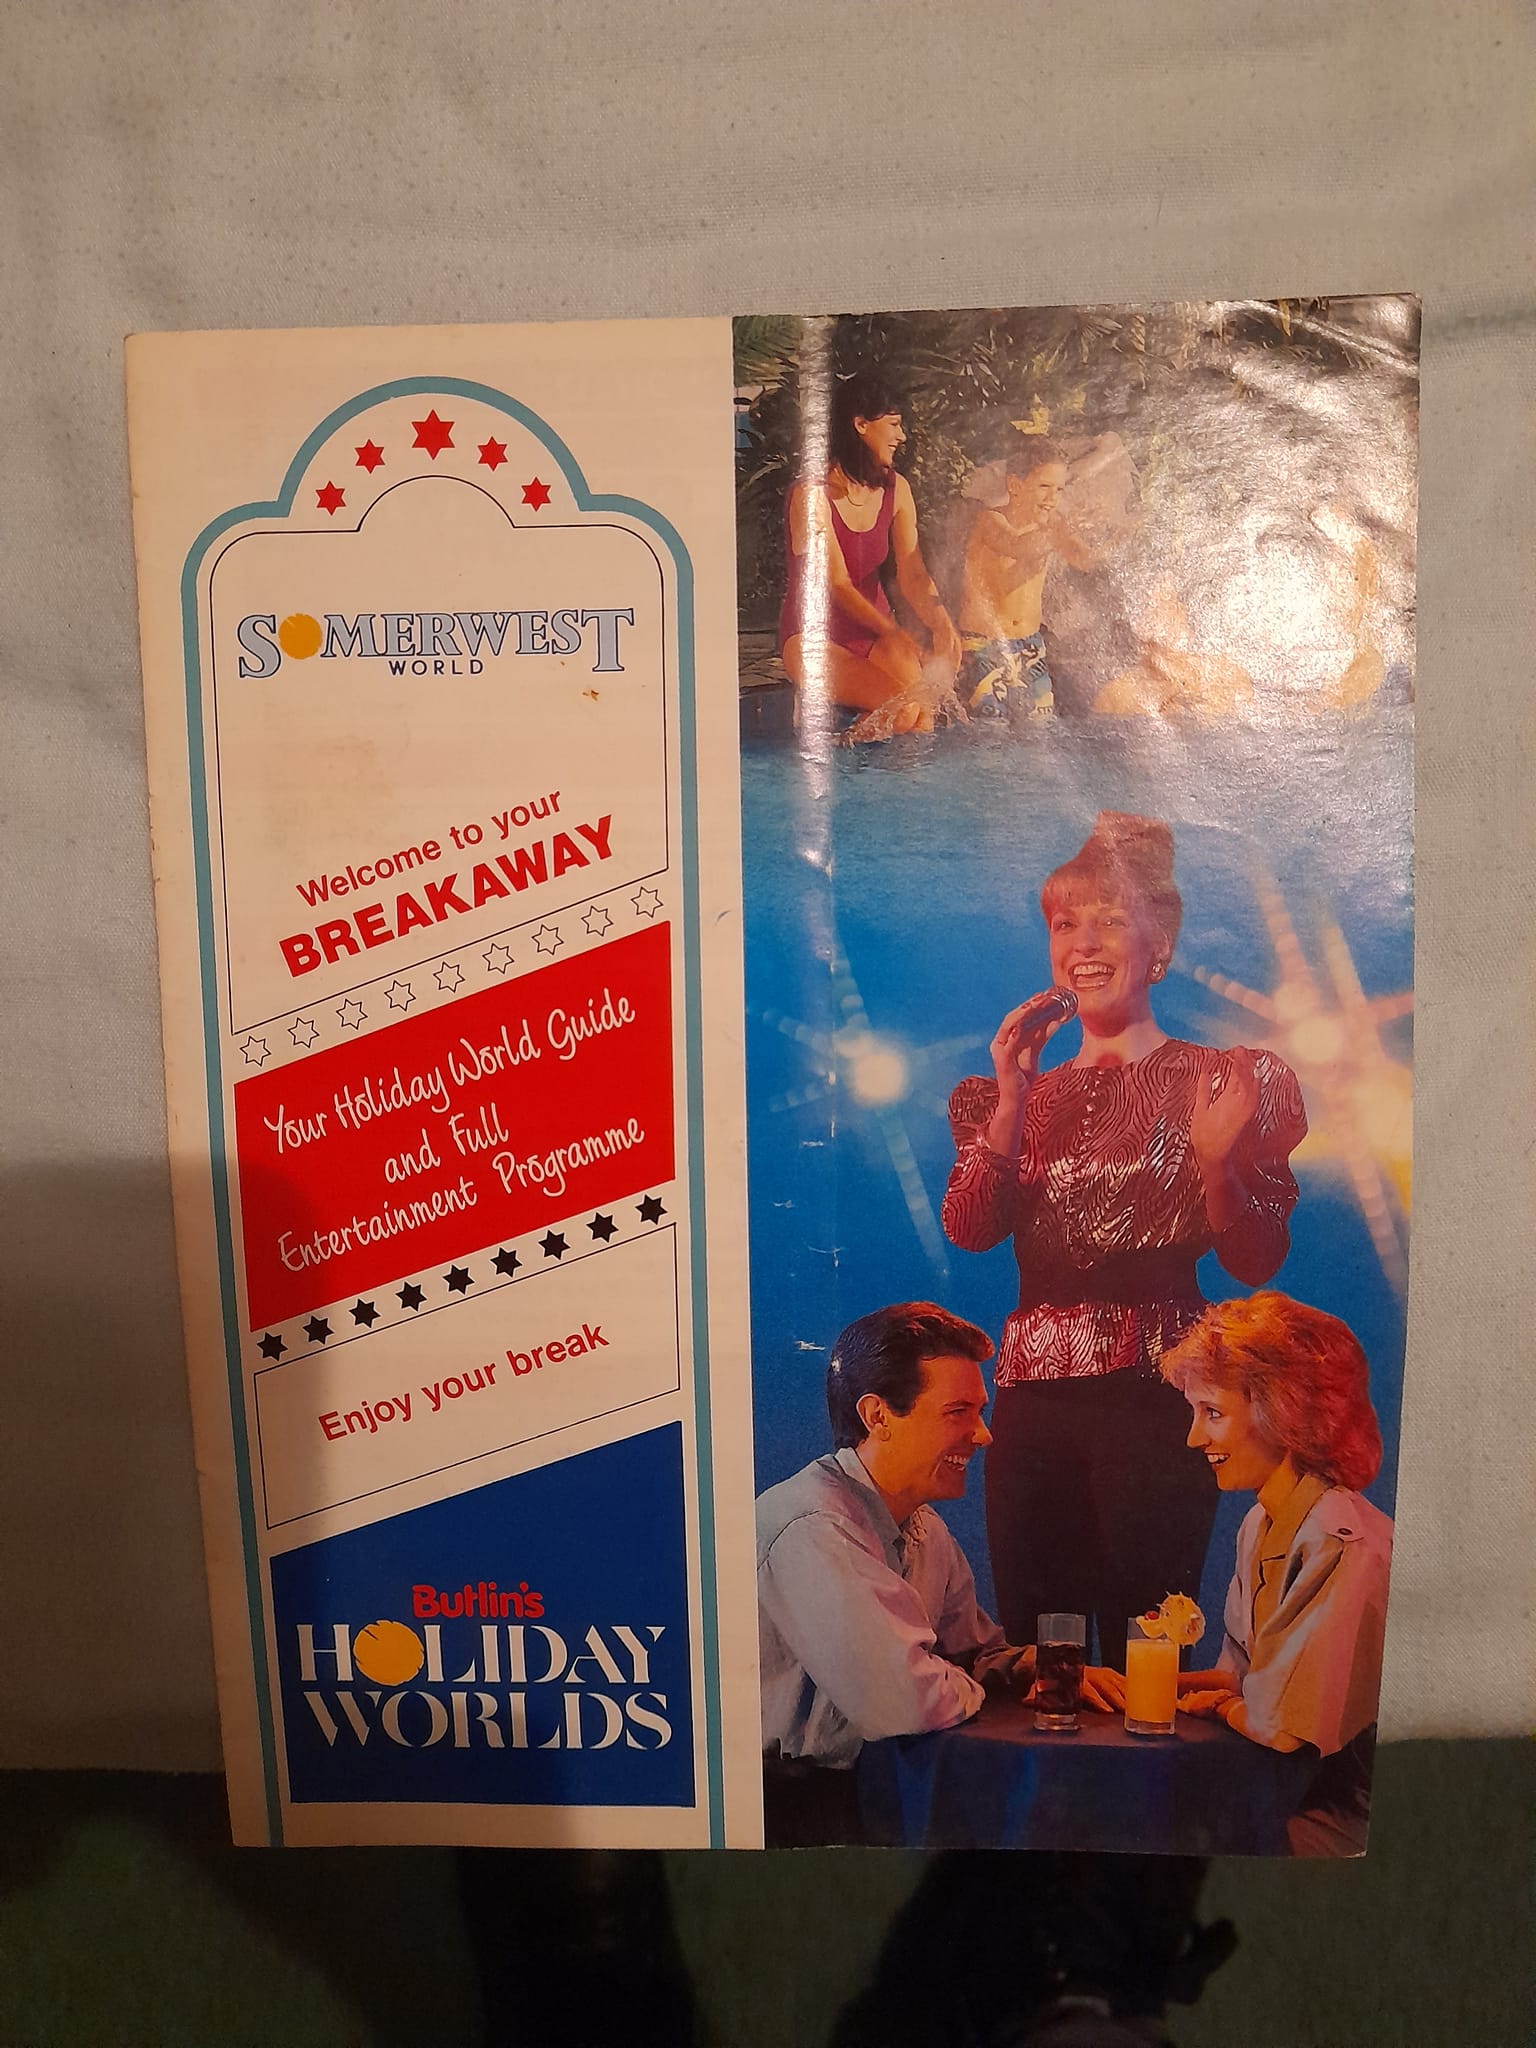 SOMERWEST
WORLD
Welcome to your
BREAKAWAY
Your Holiday World Guide
and Full
Entertainment Programme
Enjoy your break
Butlin's
HOLIDAY
WORLDS